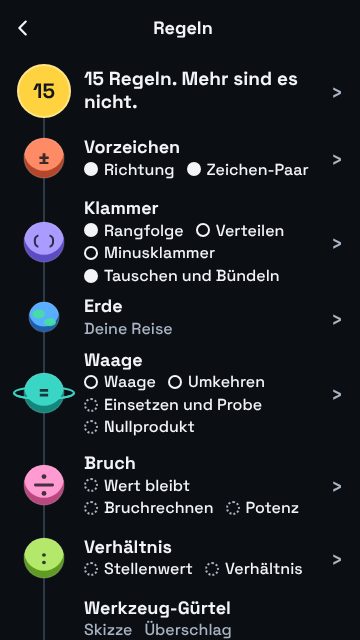 Regeln
15
15 Regeln. Mehr sind es
nicht.
>
±
Vorzeichen
Richtung Zeichen-Paar
>
( )
Klammer
Rangfolge Verteilen
Minusklammer
Tauschen und Bündeln
>
Erde
Deine Reise
>
=
Waage
Waage Umkehren
Einsetzen und Probe
Nullprodukt
>
÷
Bruch
Wert bleibt
Bruchrechnen Potenz
>
:
Verhältnis
Stellenwert Verhältnis
>
Werkzeug-Gürtel
Skizze Überschlag